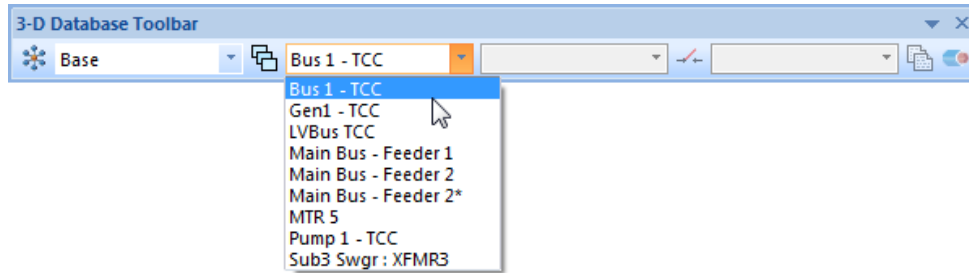 3-D Database Toolbar
Base
Bus 1 - TCC
Bus 1 - TCC
Gen1 - TCC
LVBus TCC
Main Bus - Feeder 1
Main Bus - Feeder 2
Main Bus - Feeder 2*
MTR 5
Pump 1 - TCC
Sub3 Swgr : XFMR3